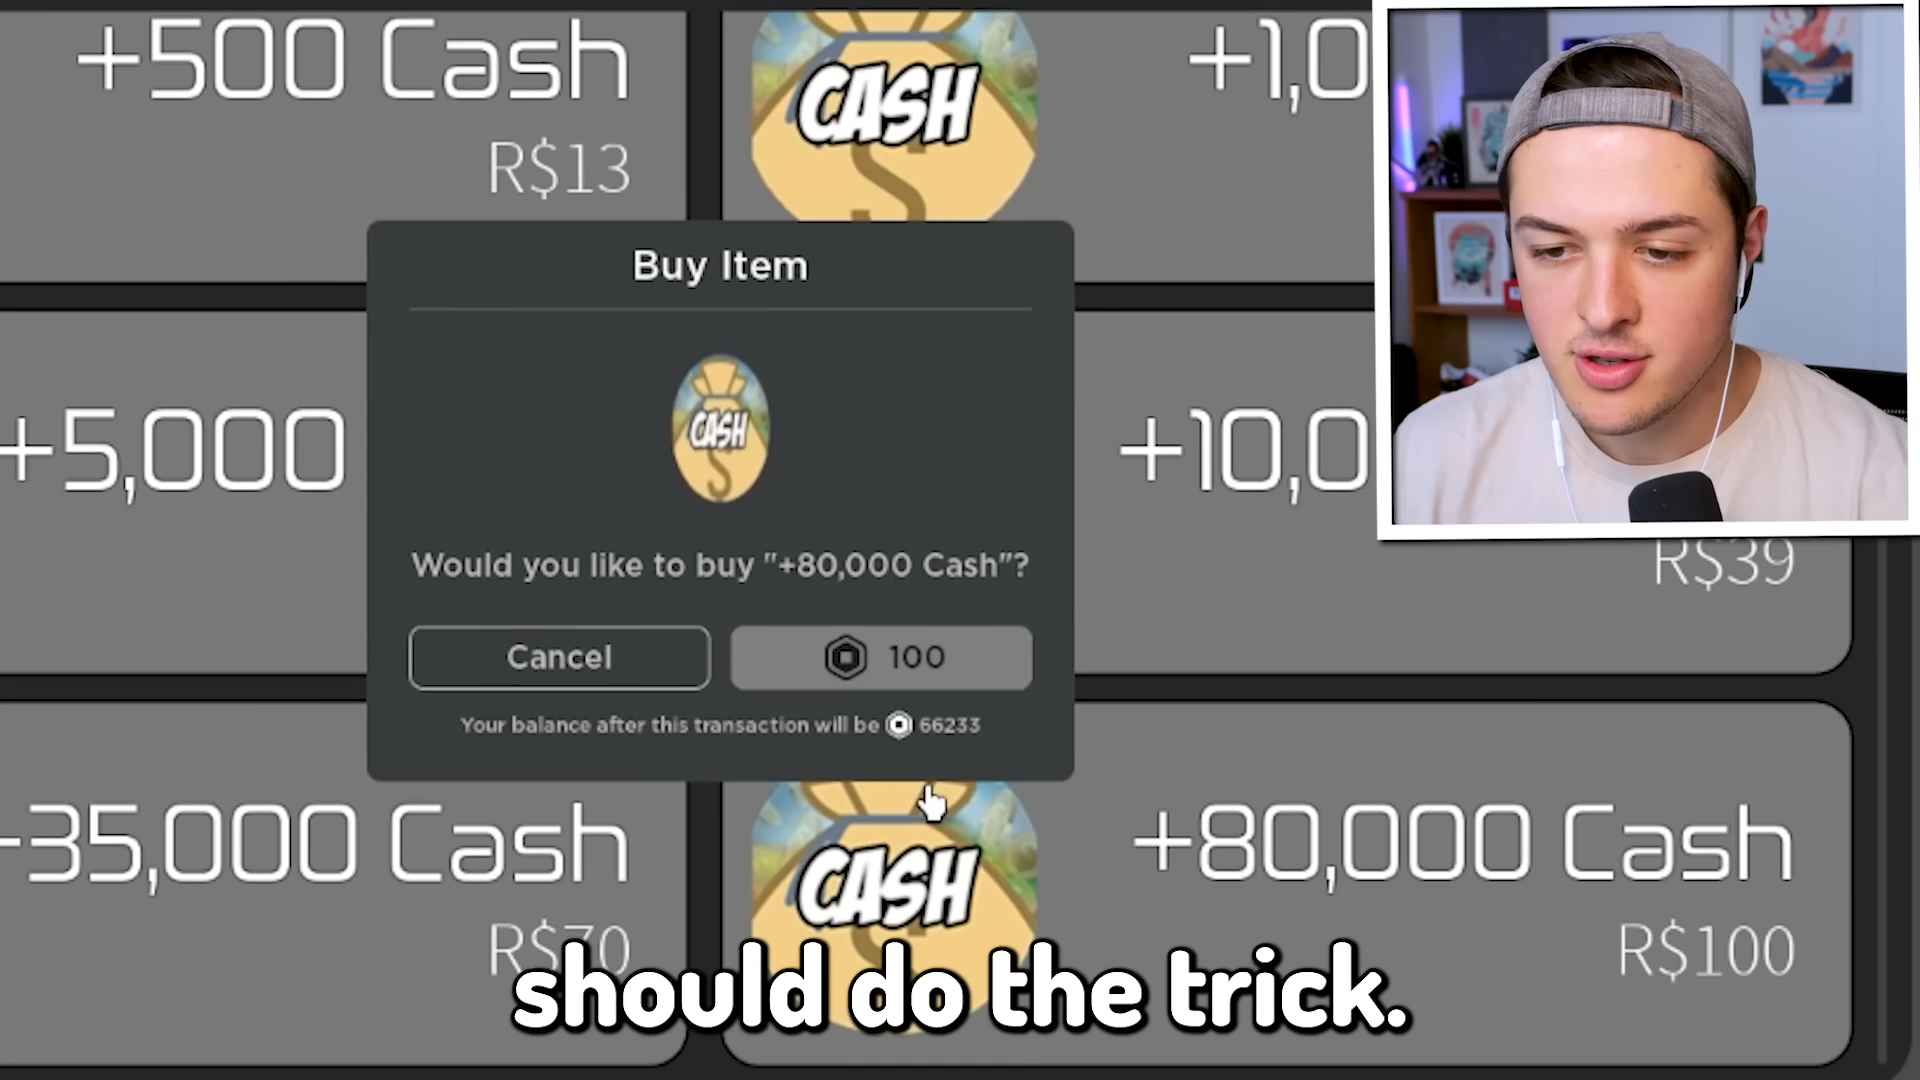 +500 Cash
R$13
CASH
+1,0
Buy Item
CASH
Would you like to buy "+80,000 Cash"?
Cancel
100
Your balance after this transaction will be 66233
+5,000
+10,0
R$39
-35,000 Cash
R$70
CASH
+80,000 Cash
R$100
should do the trick.